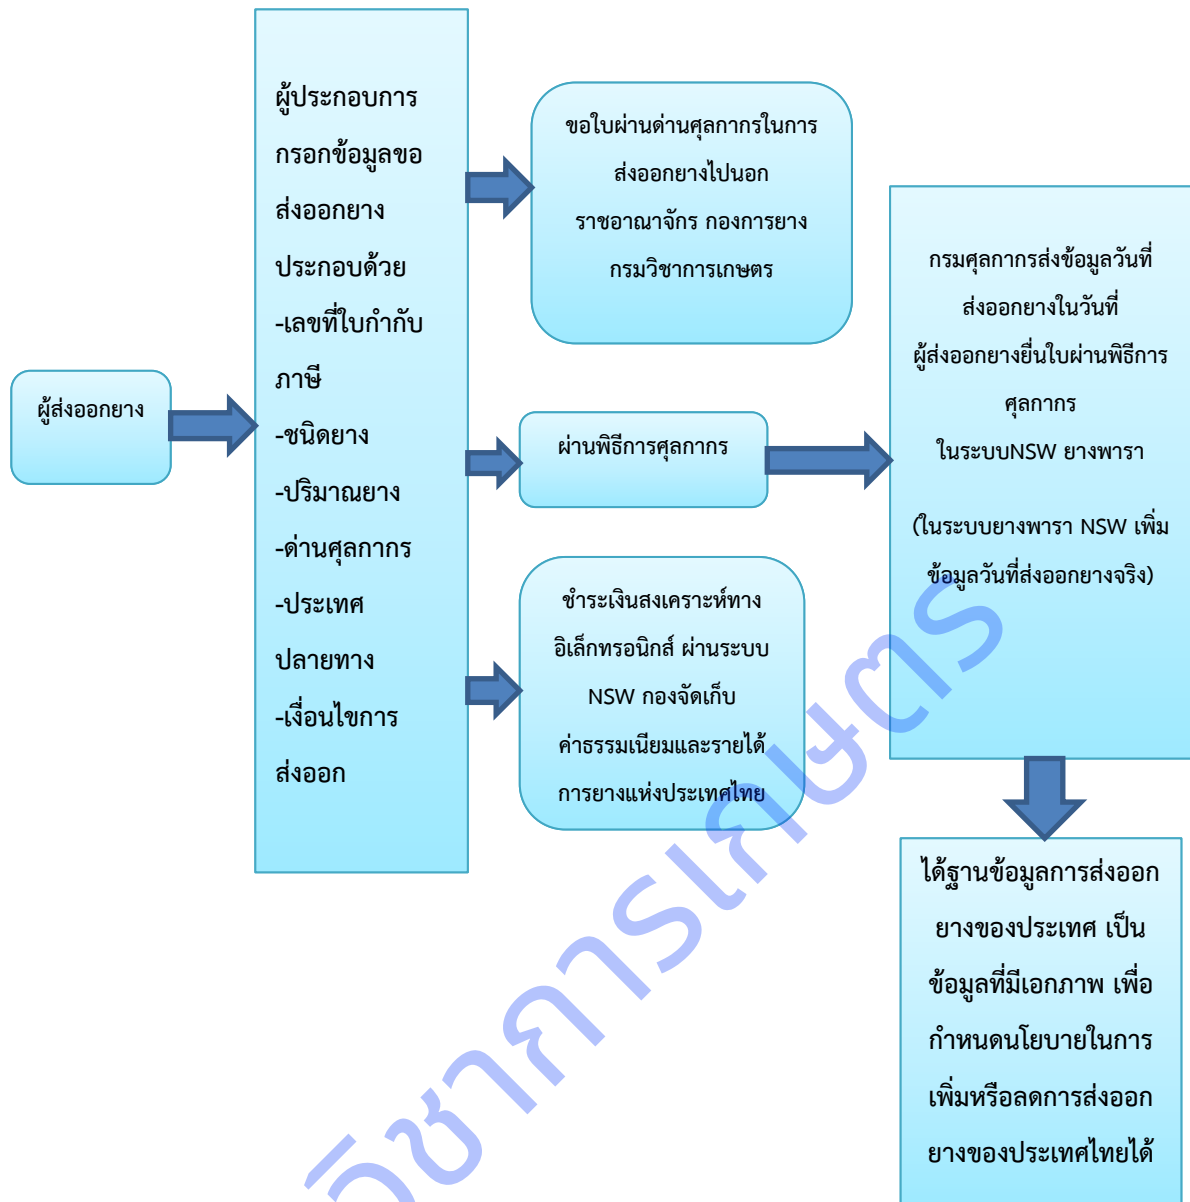 ผู้ส่งออกยาง
ผู้ประกอบการ
กรอกข้อมูลขอ
ส่งออกยาง
ประกอบด้วย
-เลขที่ใบกำกับ
ภาษี
-ชนิดยาง
-ปริมาณยาง
-ด่านศุลกากร
-ประเทศ
ปลายทาง
-เงื่อนไขการ
ส่งออก
ขอใบผ่านด่านศุลกากรในการ
ส่งออกยางไปนอก
ราชอาณาจักร กองการยาง
กรมวิชาการเกษตร
ผ่านพิธีการศุลกากร
ชำระเงินสงเคราะห์ทาง
อิเล็กทรอนิกส์ ผ่านระบบ
NSW กองจัดเก็บ
ค่าธรรมเนียมและรายได้
การยางแห่งประเทศไทย
กรมศุลกากรส่งข้อมูลวันที่
ส่งออกยางในวันที่
ผู้ส่งออกยางยื่นใบผ่านพิธีการ
ศุลกากร
ในระบบNSW ยางพารา
(ในระบบยางพารา NSW เพิ่ม
ข้อมูลวันที่ส่งออกยางจริง)
ได้ฐานข้อมูลการส่งออก
ยางของประเทศ เป็น
ข้อมูลที่มีเอกภาพ เพื่อ
กำหนดนโยบายในการ
เพิ่มหรือลดการส่งออก
ยางของประเทศไทยได้
วิชาการเกษตร